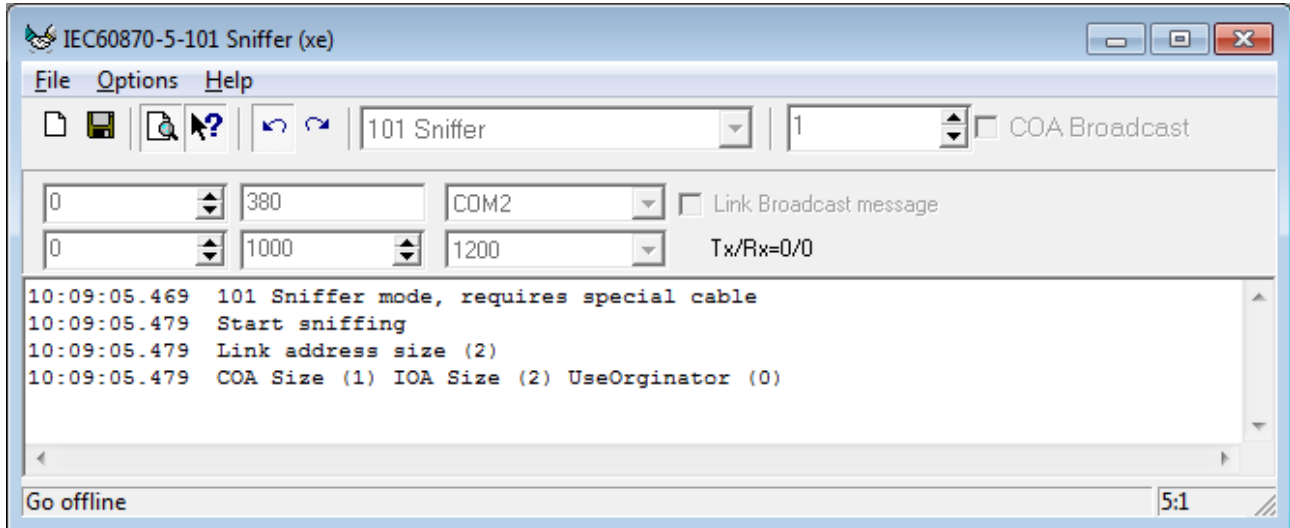 IEC60870-5-101 Sniffer (xe)
File Options Help
101 Sniffer 1 COA Broadcast
0 380 COM2 Link Broadcast message
0 1000 1200 Tx/Rx=0/0
10:09:05.469 101 Sniffer mode, requires special cable
10:09:05.479 Start sniffing
10:09:05.479 Link address size (2)
10:09:05.479 COA Size (1) IOA Size (2) UseOrginator (0)
Go offline 5:1